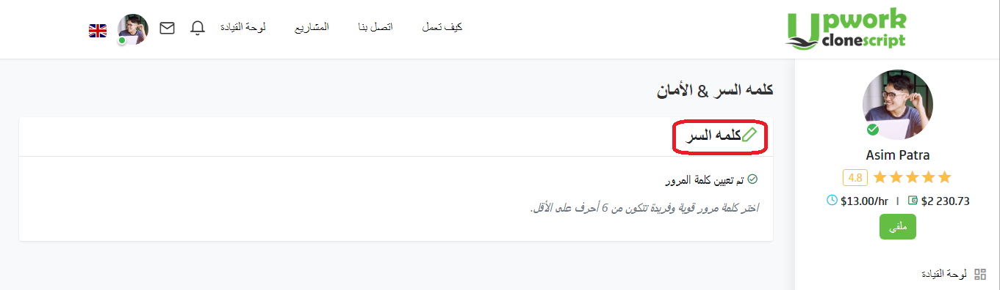 Upwork
clonescript
كيف تعمل
اتصل بنا
المشاريع
لوحة القيادة
Asim Patra
4.8
$13.00/hr | $2 230.73
ملفى
لوحة القيادة
كلمه السر & الأمان
كلمه السر
تم تعيين كلمة المرور
اختر كلمة مرور قوية وفريدة تتكون من 6 أحرف على الأقل.